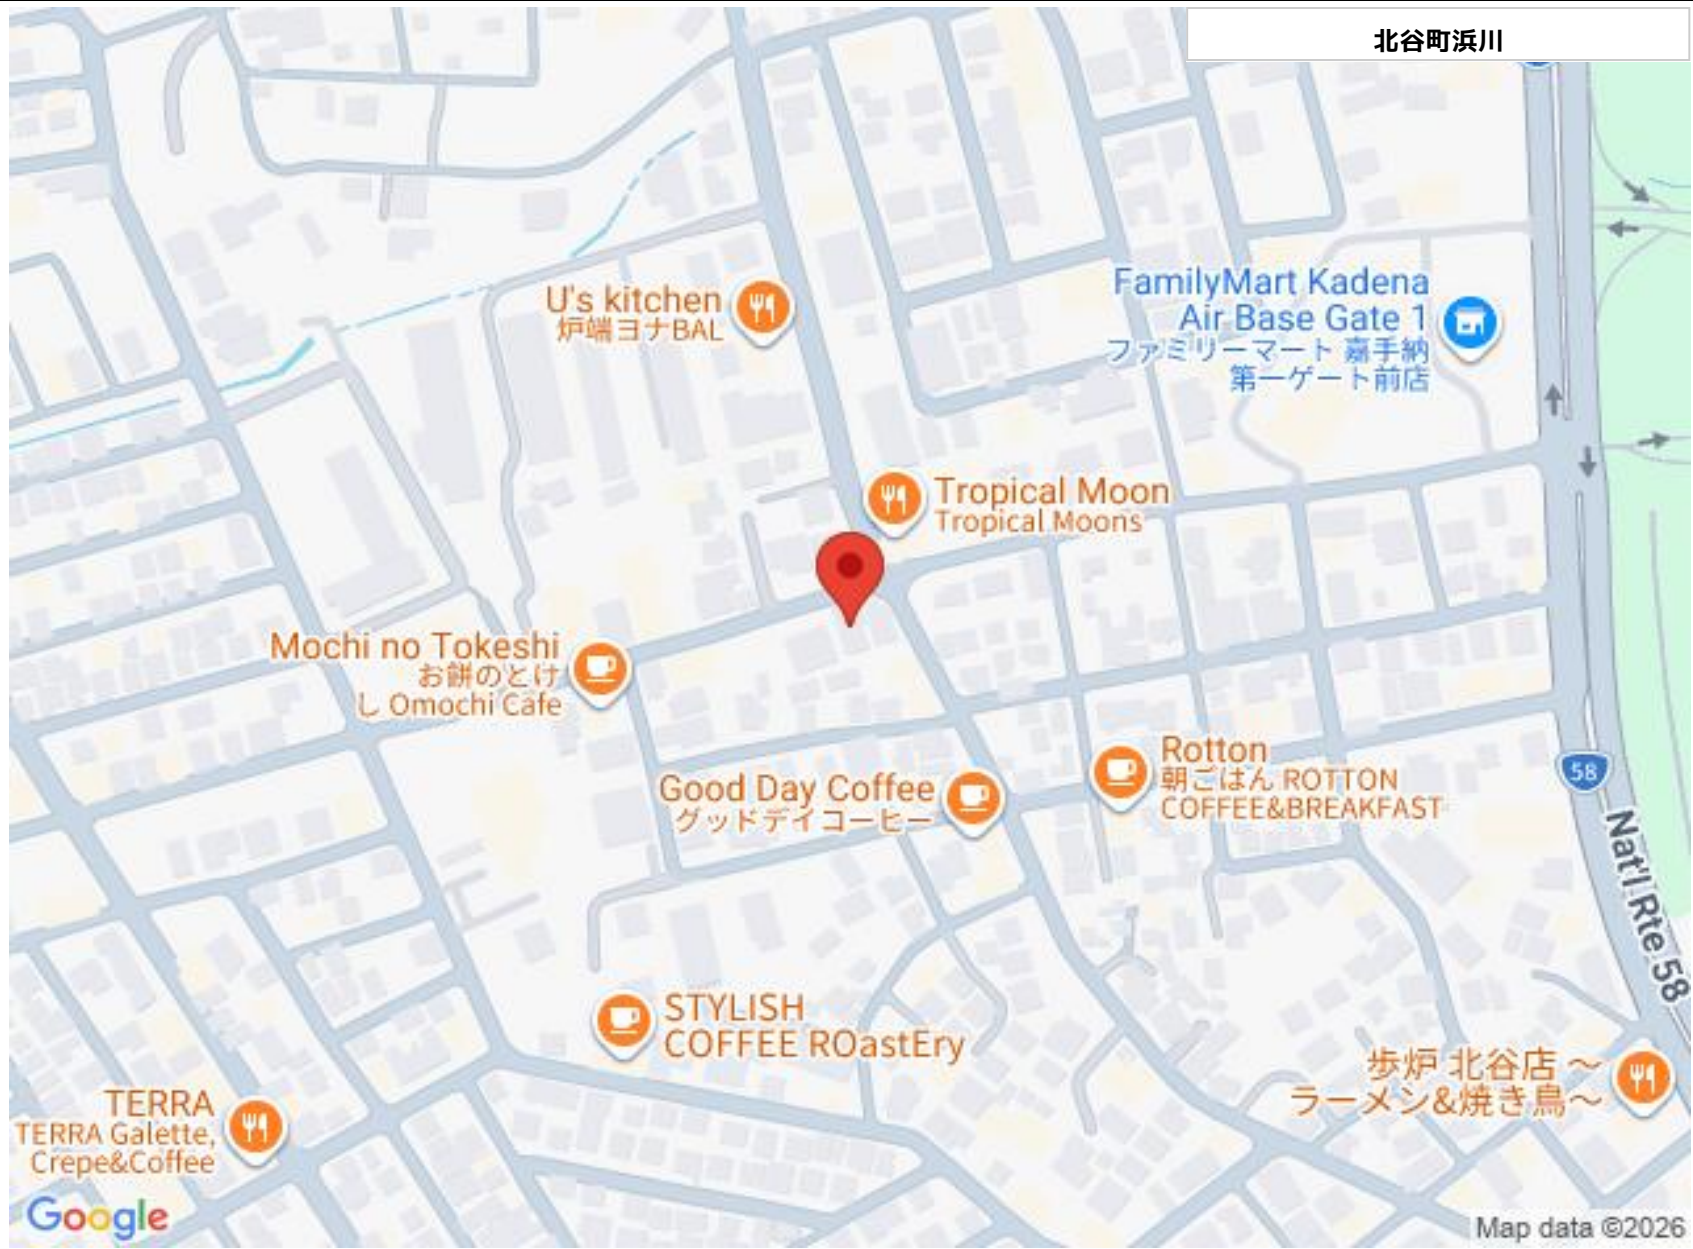 北谷町浜川
U's kitchen
炉端ヨナBAL
FamilyMart Kadena
Air Base Gate 1
ファミリーマート 嘉手納
第一ゲート前店
Tropical Moon
Tropical Moons
Mochi no Tokeshi
お餅のとけ
し Omochi Cafe
Rotton
朝ごはん ROTTON
COFFEE&BREAKFAST
58
Good Day Coffee
グッドデイコーヒー
Nat'l Rte 58
STYLISH
COFFEE ROastEry
歩炉 北谷店 ～
ラーメン&焼き鳥～
TERRA
TERRA Galette,
Crepe&Coffee
Google
Map data ©2026